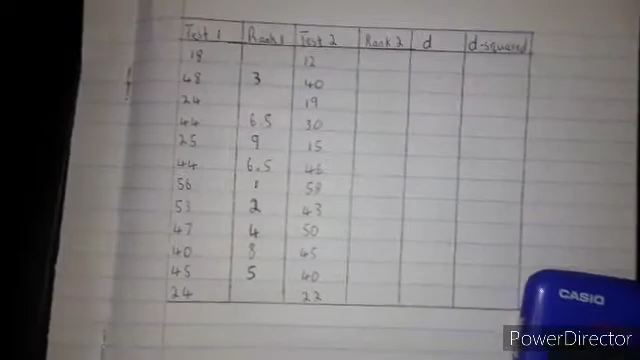 Test 1 Rank 1 Test 2 Rank 2 d d-squared
18 12
48 3 40
24 19
44 6.5 30
25 9 15
44 6.5 46
56 1 58
53 2 43
47 4 50
40 8 45
45 5 40
24 22
CASIO
PowerDirector